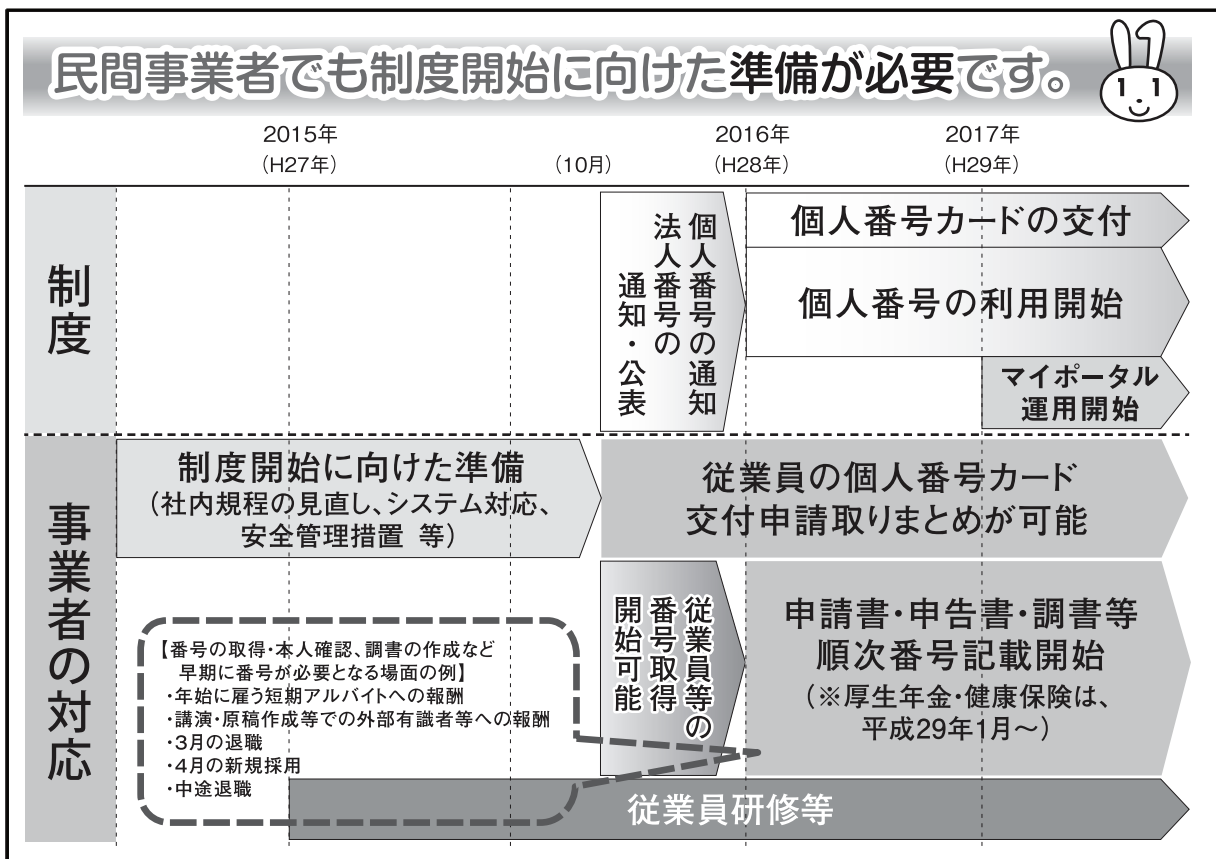 民間事業者でも制度開始に向けた準備が必要です。
2015年
(H27年)
(10月)
2016年
(H28年)
2017年
(H29年)
制度
個人番号の通知
法人番号の
通知・公表
個人番号カードの交付
個人番号の利用開始
マイポータル
運用開始
事業者の対応
制度開始に向けた準備
(社内規程の見直し、システム対応、
安全管理措置 等)
従業員の個人番号カード
交付申請取りまとめが可能
従業員等の
番号取得
開始可能
申請書・申告書・調書等
順次番号記載開始
(※厚生年金・健康保険は、
平成29年1月~)
【番号の取得・本人確認、調書の作成など
早期に番号が必要となる場面の例】
・年始に雇う短期アルバイトへの報酬
・講演・原稿作成等での外部有識者等への報酬
・3月の退職
・4月の新規採用
・中途退職
従業員研修等